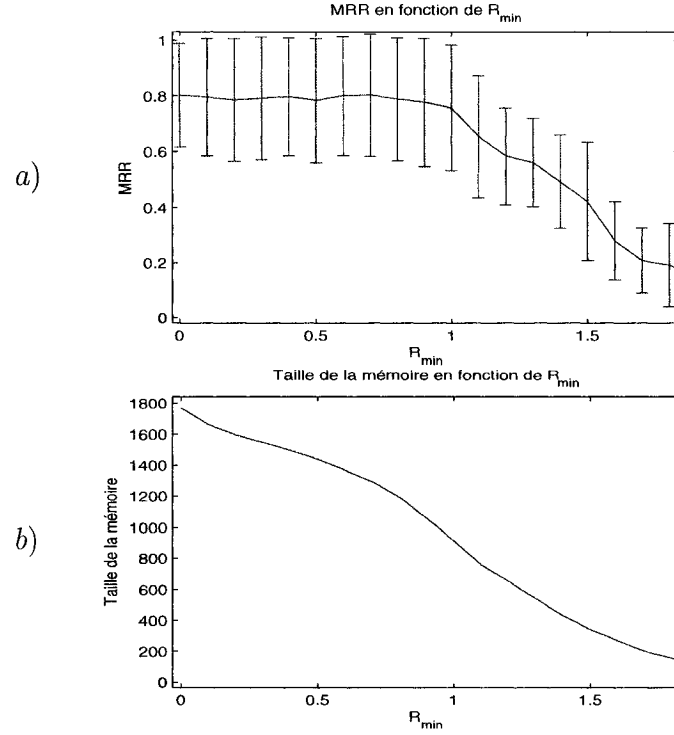 MRR en fonction de R_min
a)
MRR
1
0.8
0.6
0.4
0.2
0
0 0.5 1 1.5
R_min
Taille de la mémoire en fonction de R_min
b)
Taille de la mémoire
1800
1600
1400
1200
1000
800
600
400
200
0
0 0.5 1 1.5
R_min